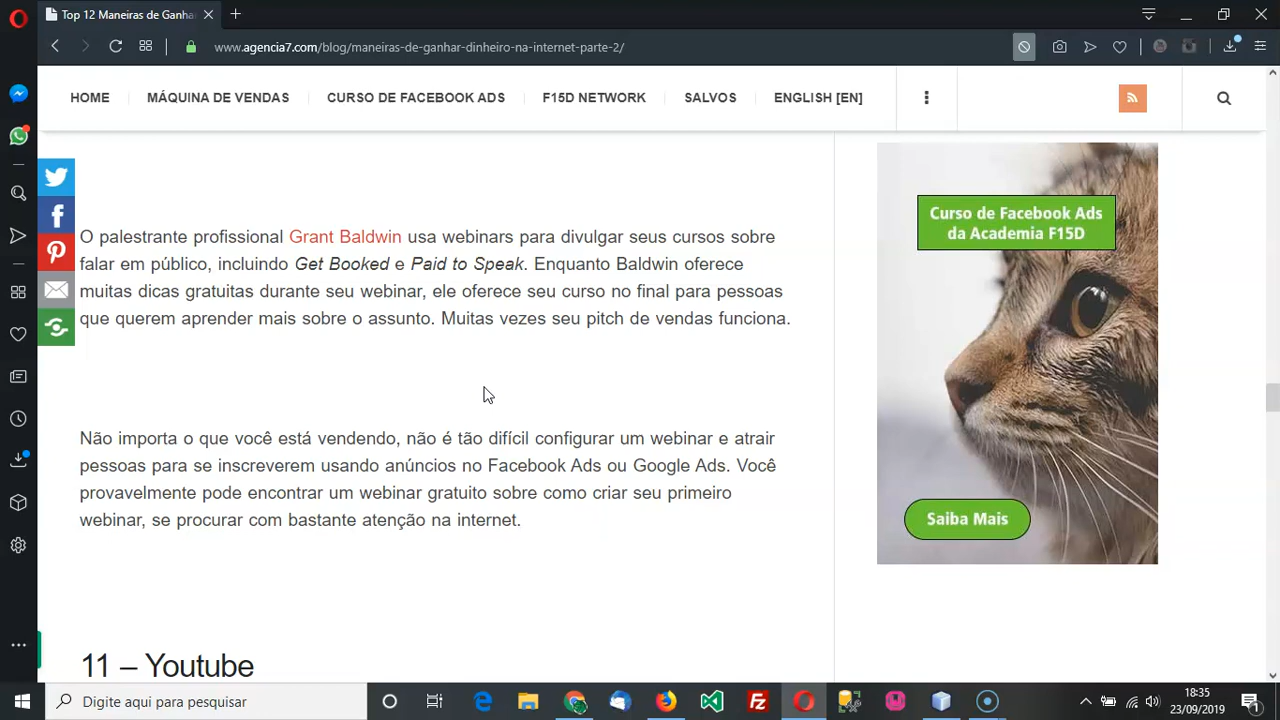 Top 12 Maneiras de Ganha
www.agencia7.com/blog/maneiras-de-ganhar-dinheiro-na-internet-parte-2/
HOME
MÁQUINA DE VENDAS
CURSO DE FACEBOOK ADS
F15D NETWORK
SALVOS
ENGLISH [EN]
O palestrante profissional Grant Baldwin usa webinars para divulgar seus cursos sobre
falar em público, incluindo Get Booked e Paid to Speak. Enquanto Baldwin oferece
muitas dicas gratuitas durante seu webinar, ele oferece seu curso no final para pessoas
que querem aprender mais sobre o assunto. Muitas vezes seu pitch de vendas funciona.
Não importa o que você está vendendo, não é tão difícil configurar um webinar e atrair
pessoas para se inscreverem usando anúncios no Facebook Ads ou Google Ads. Você
provavelmente pode encontrar um webinar gratuito sobre como criar seu primeiro
webinar, se procurar com bastante atenção na internet.
11 – Youtube
Curso de Facebook Ads
da Academia F15D
Saiba Mais
Digite aqui para pesquisar
18:35
23/09/2019
1